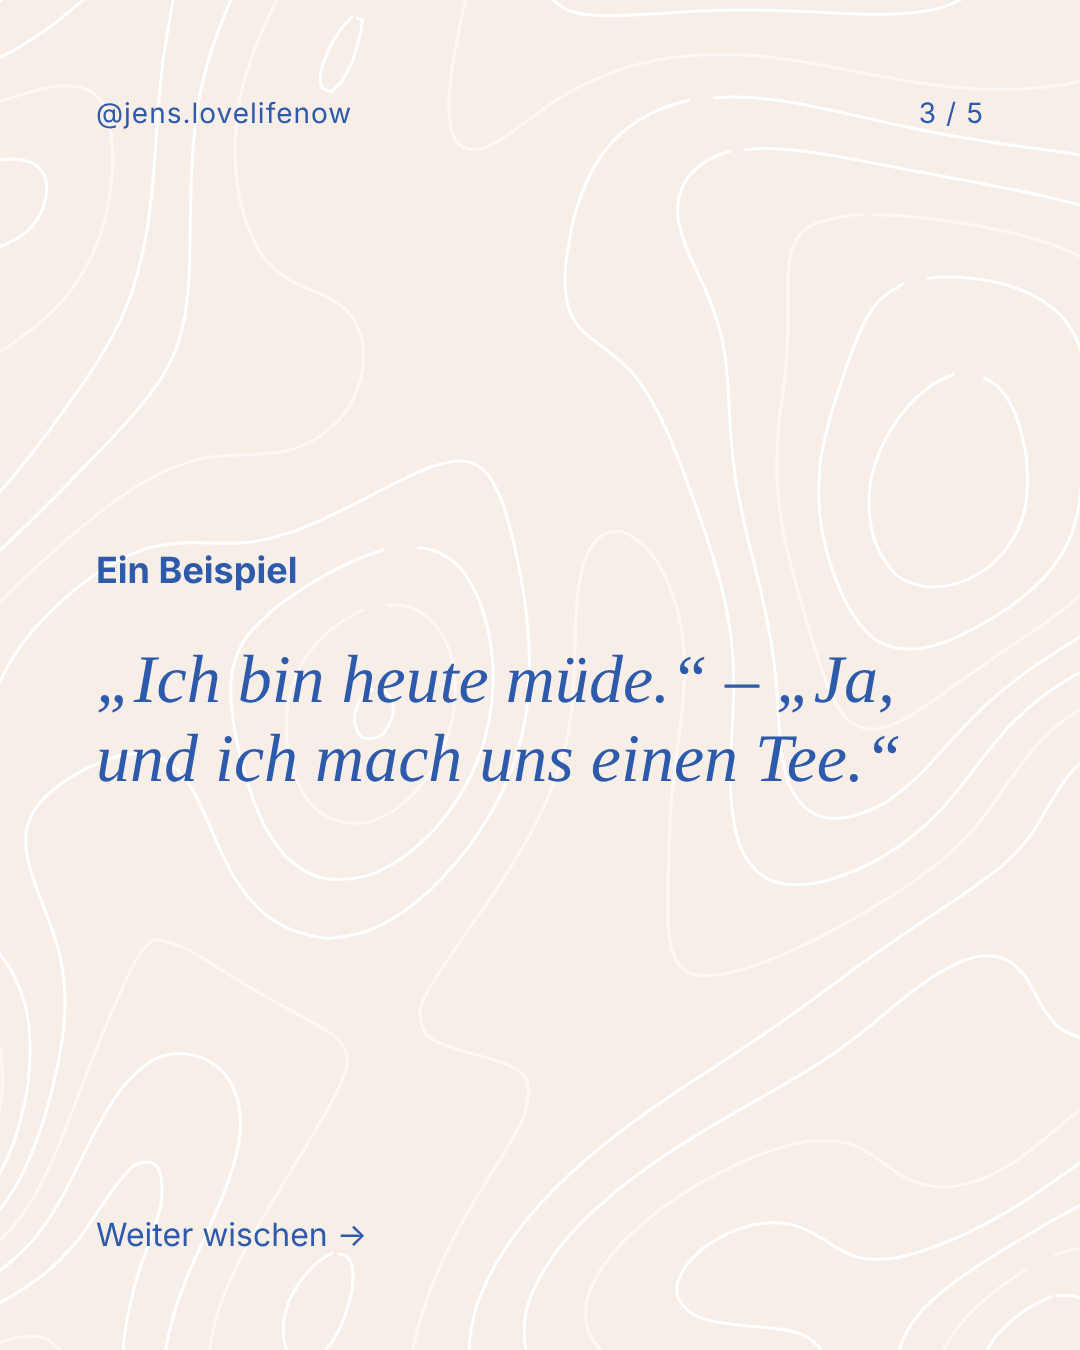 @jens.lovelifenow
3 / 5
Ein Beispiel
„Ich bin heute müde.“ – „Ja,
und ich mach uns einen Tee.“
Weiter wischen →